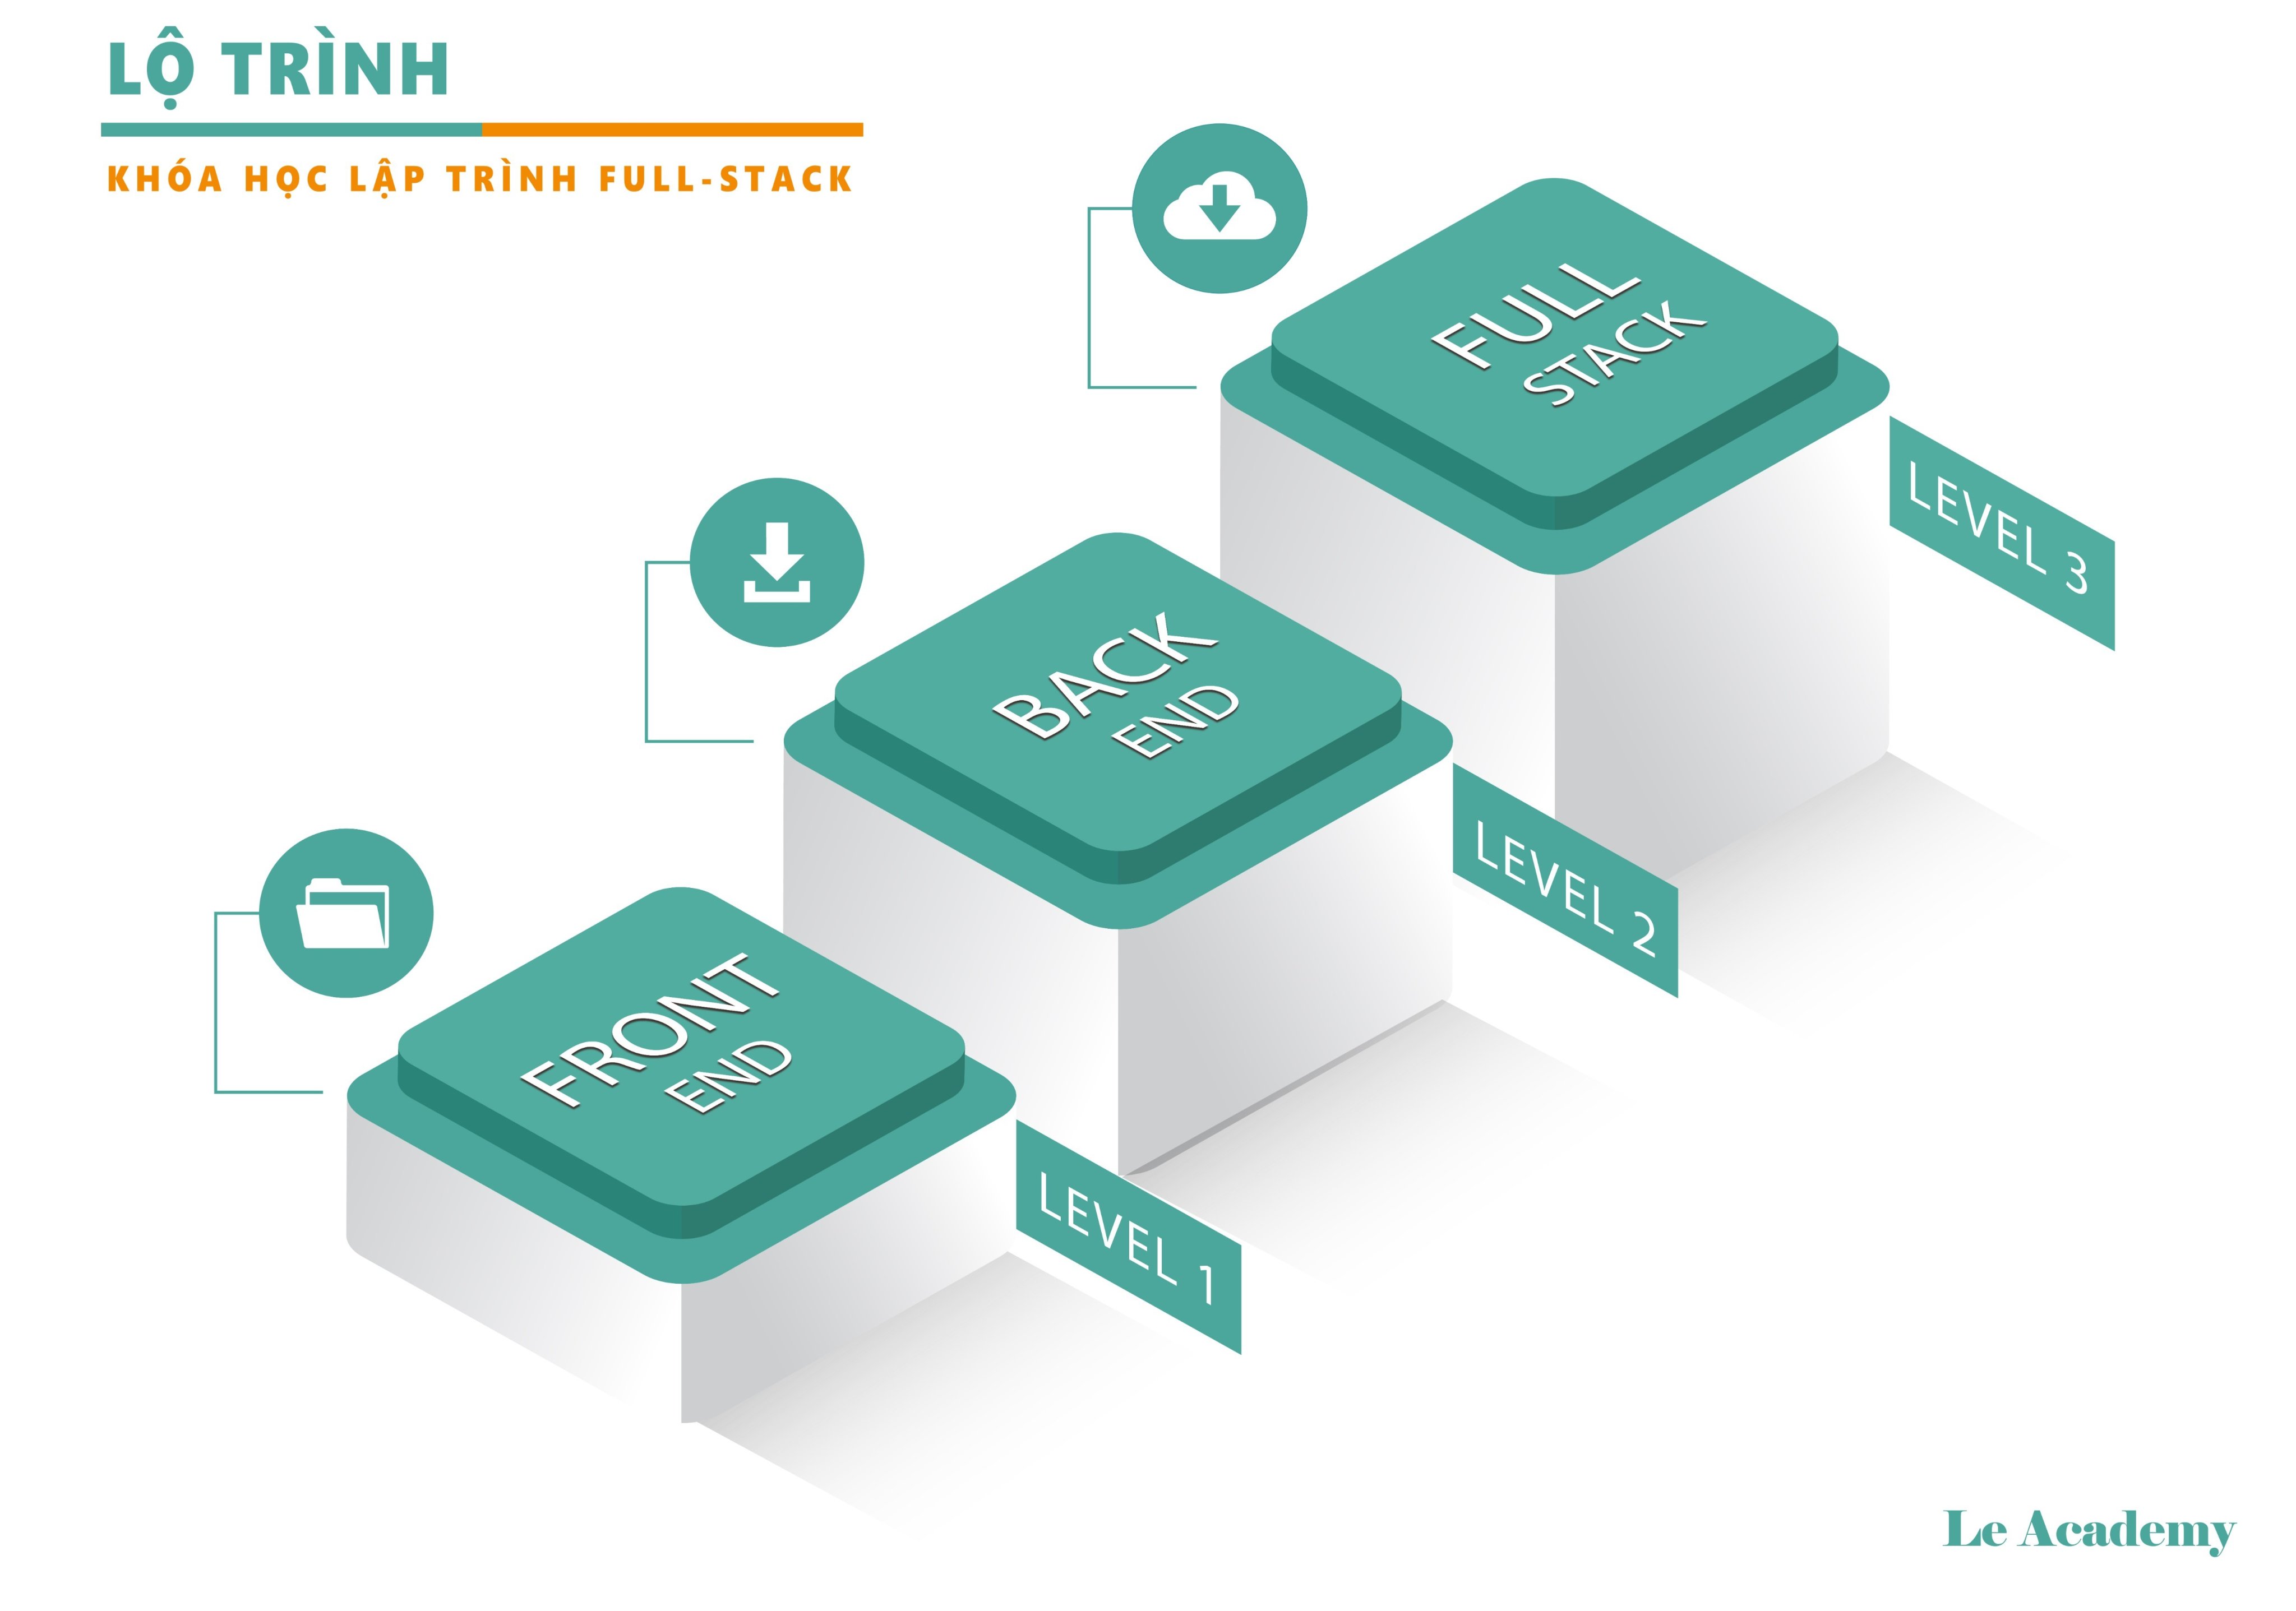 LỘ TRÌNH
KHÓA HỌC LẬP TRÌNH FULL-STACK
FULL
STACK
LEVEL 3
BACK
END
LEVEL 2
FRONT
END
LEVEL 1
Le Academy